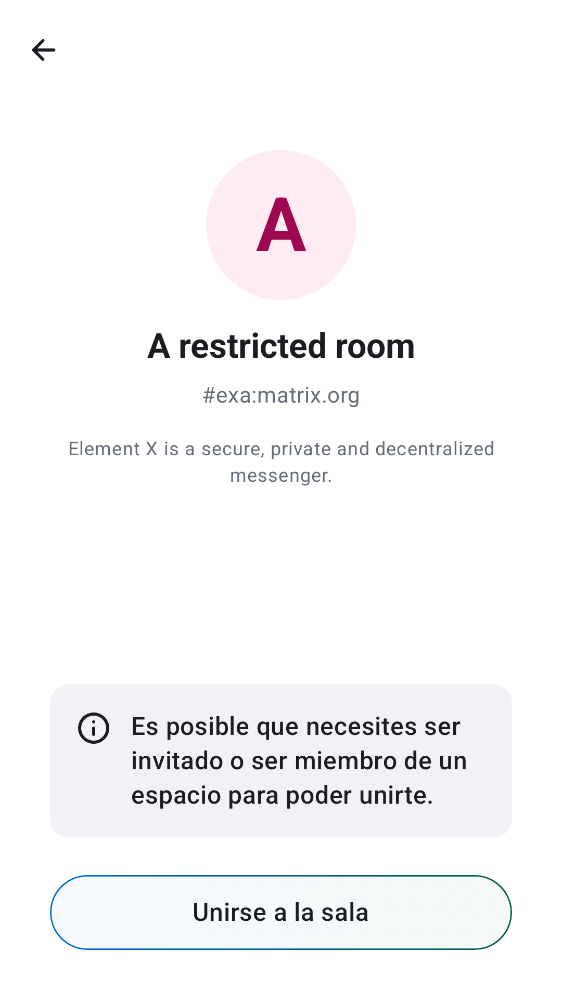 A
A restricted room
#exa:matrix.org
Element X is a secure, private and decentralized
messenger.
Es posible que necesites ser
invitado o ser miembro de un
espacio para poder unirte.
Unirse a la sala